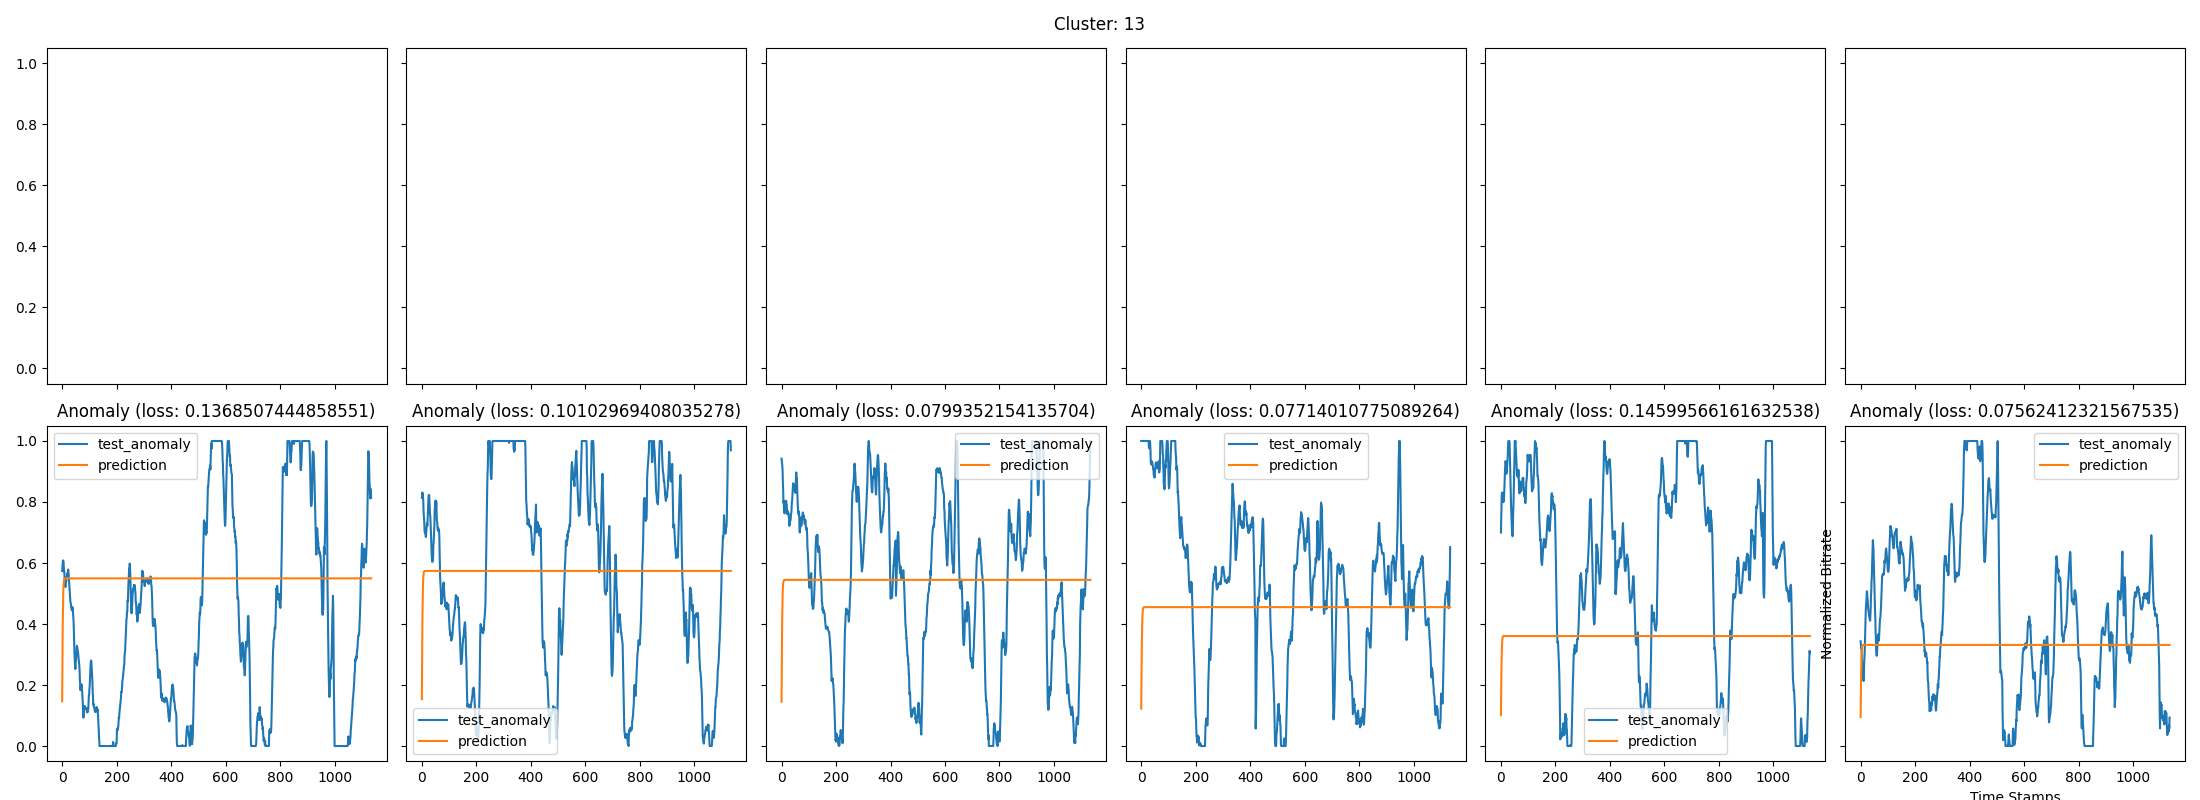 Cluster: 13
1.0
0.8
0.6
0.4
0.2
0.0
Anomaly (loss: 0.1368507444858551)
Anomaly (loss: 0.10102969408035278)
Anomaly (loss: 0.0799352154135704)
Anomaly (loss: 0.07714010775089264)
Anomaly (loss: 0.14599566161632538)
Anomaly (loss: 0.07562412321567535)
1.0
0.8
0.6
0.4
0.2
0.0
test_anomaly
prediction
0 200 400 600 800 1000
test_anomaly
prediction
0 200 400 600 800 1000
test_anomaly
prediction
0 200 400 600 800 1000
test_anomaly
prediction
0 200 400 600 800 1000
test_anomaly
prediction
0 200 400 600 800 1000
Normalized Bitrate
test_anomaly
prediction
0 200 400 600 800 1000
Time Stamps